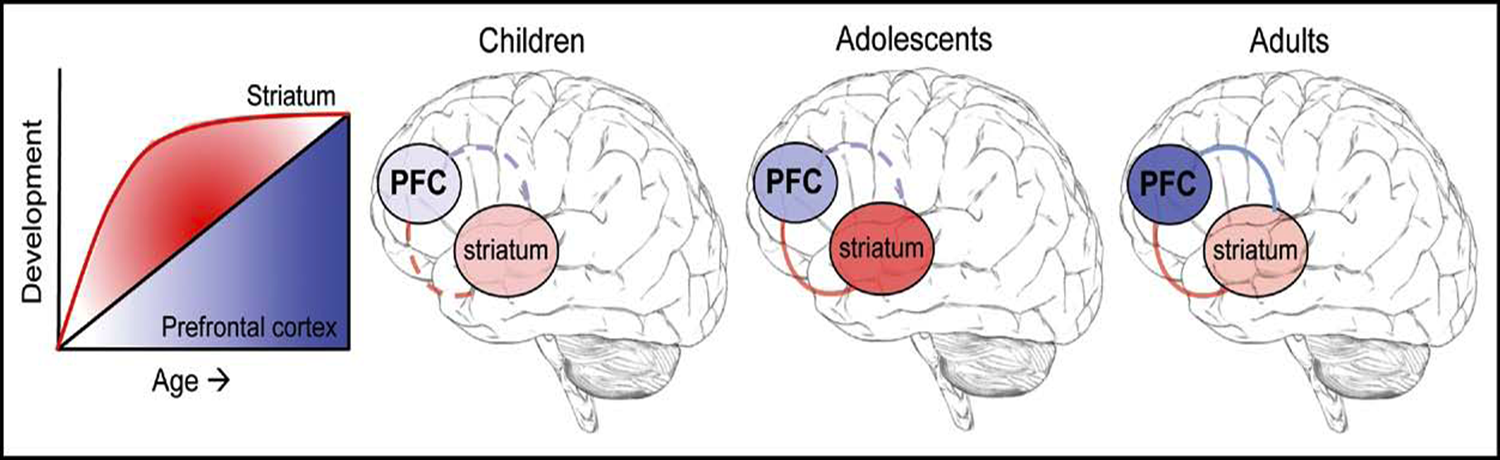 Children
Adolescents
Adults
Development
Striatum
Prefrontal cortex
Age →
PFC
striatum
PFC
striatum
PFC
striatum